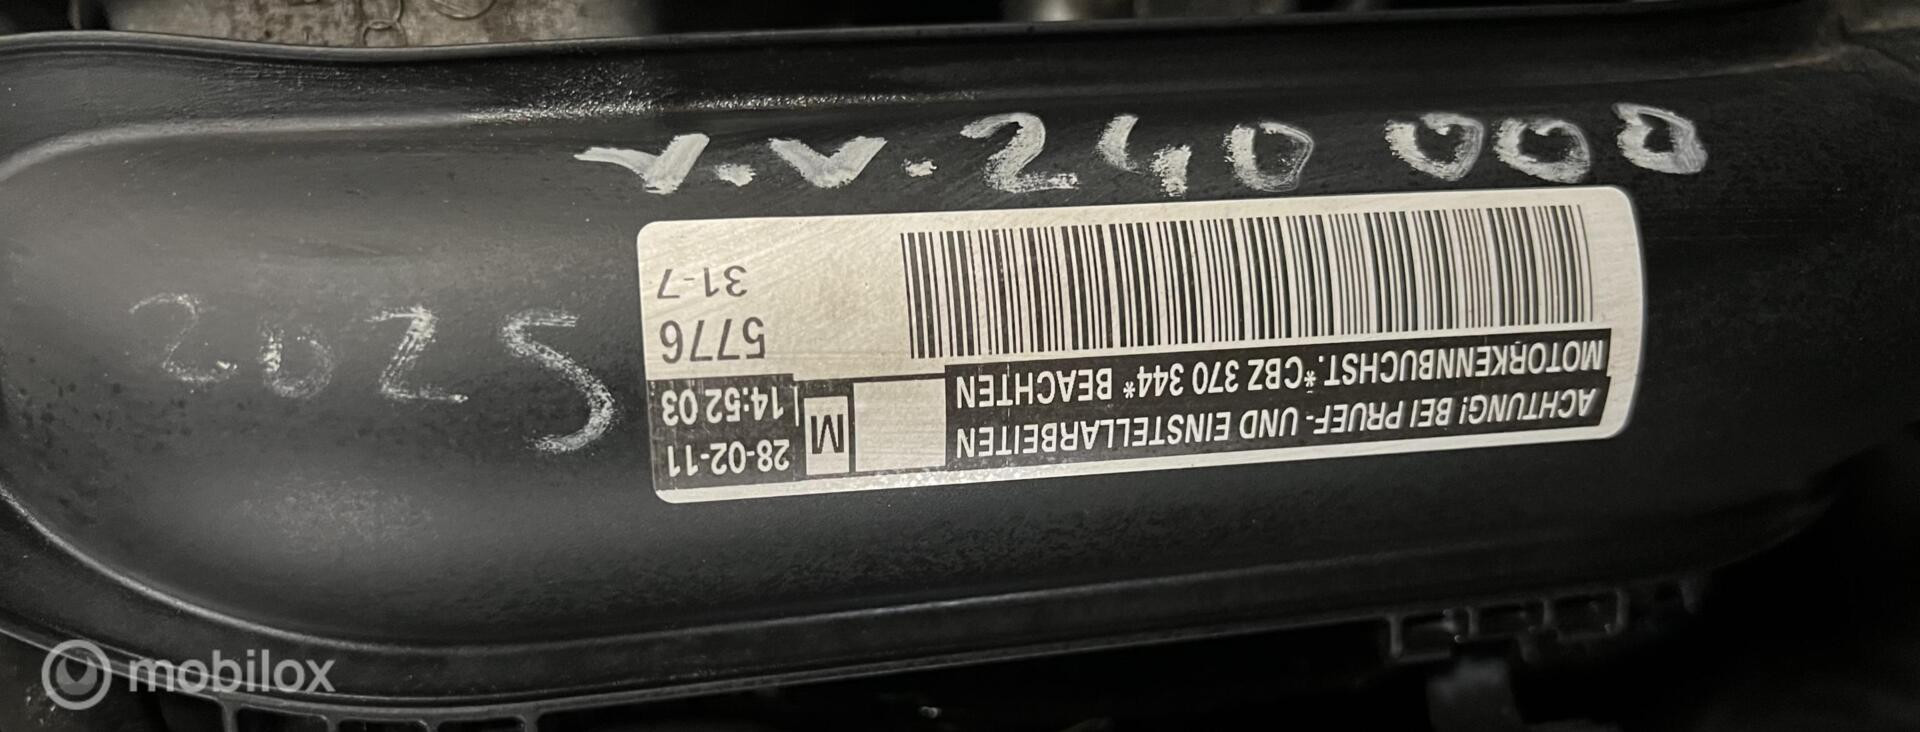 V.V. 240 000
2025
ACHTUNG! BEI PRUEF- UND EINSTELLARBEITEN
MOTORKENNBUCHST. *CBZ 370 344* BEACHTEN
M
28-02-11
14:52 03
5776
31-7
mobilox